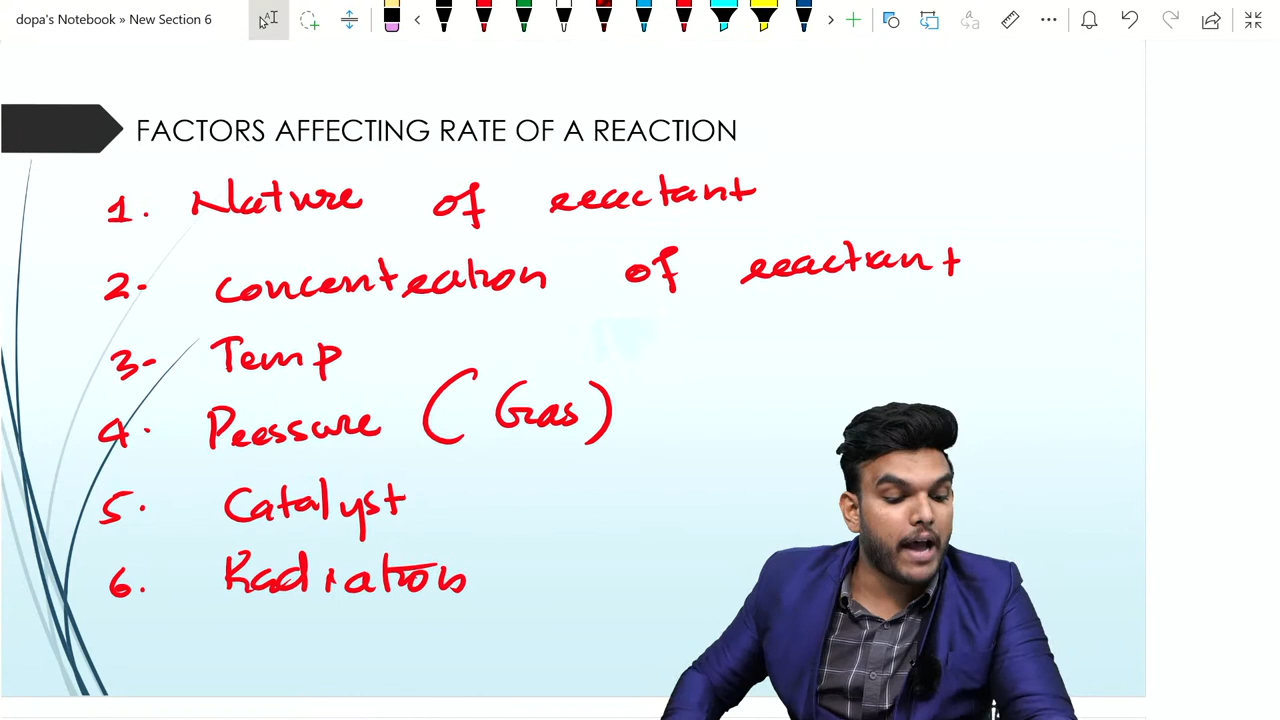 dopa's Notebook » New Section 6
FACTORS AFFECTING RATE OF A REACTION
1. Nature of reactant
2. concentration of reactant
3. Temp
4. Pressure (Gas)
5. Catalyst
6. Radiation